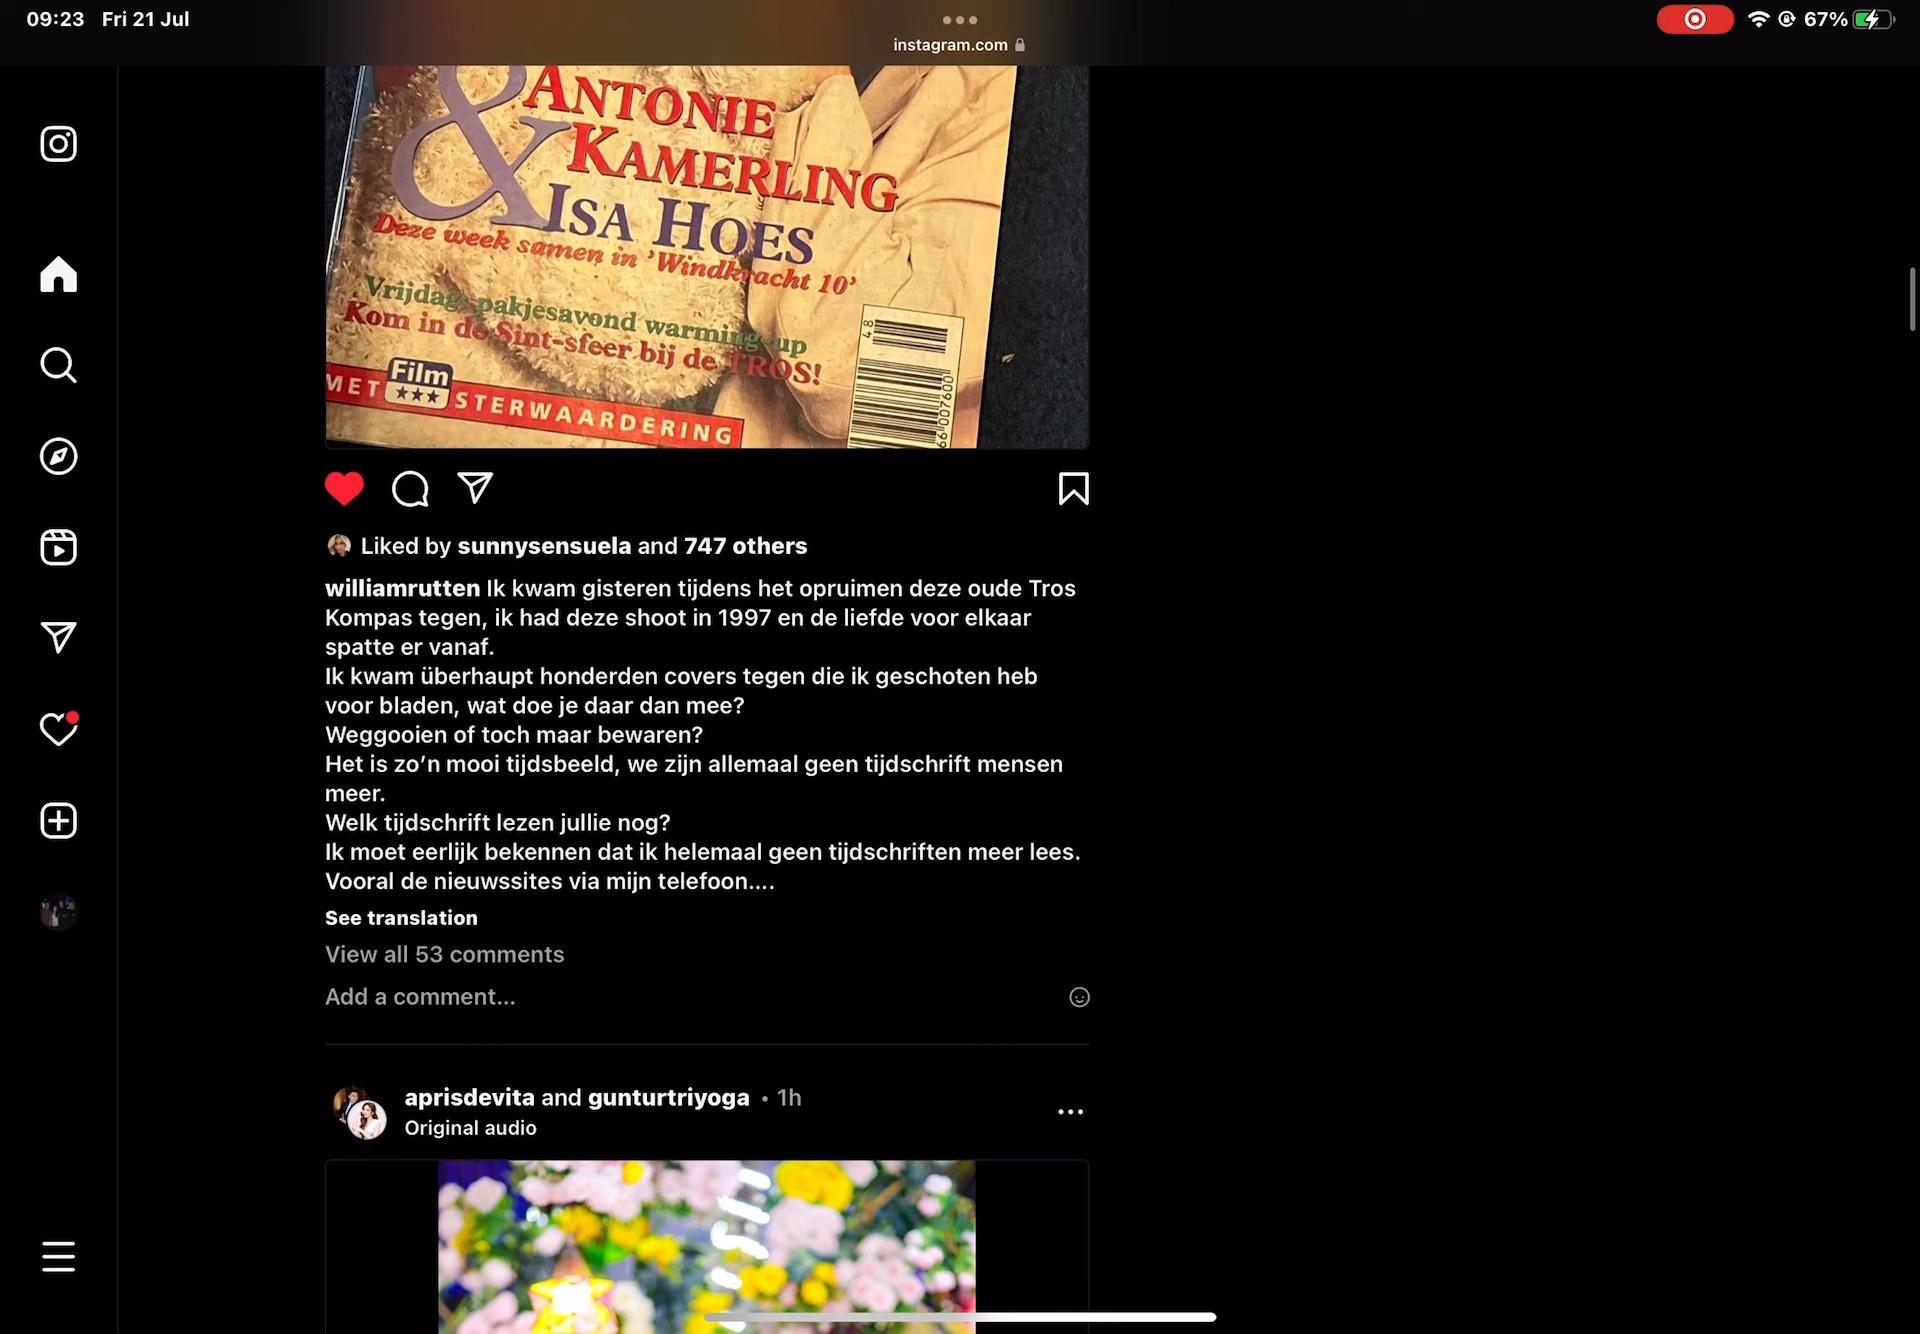 09:23 Fri 21 Jul
instagram.com
67%
&
ANTONIE
KAMERLING
ISA HOES
Deze week samen in 'Windkracht 10'
Vrijdag pakjesavond warming-up
Kom in de Sint-sfeer bij de TROS!
MET Film STERWAARDERING
48
66007600
Liked by sunnysensuela and 747 others
williamrutten Ik kwam gisteren tijdens het opruimen deze oude Tros
Kompas tegen, ik had deze shoot in 1997 en de liefde voor elkaar
spatte er vanaf.
Ik kwam überhaupt honderden covers tegen die ik geschoten heb
voor bladen, wat doe je daar dan mee?
Weggooien of toch maar bewaren?
Het is zo’n mooi tijdsbeeld, we zijn allemaal geen tijdschrift mensen
meer.
Welk tijdschrift lezen jullie nog?
Ik moet eerlijk bekennen dat ik helemaal geen tijdschriften meer lees.
Vooral de nieuwssites via mijn telefoon....
See translation
View all 53 comments
Add a comment...
aprisdevita and gunturtriyoga • 1h
Original audio